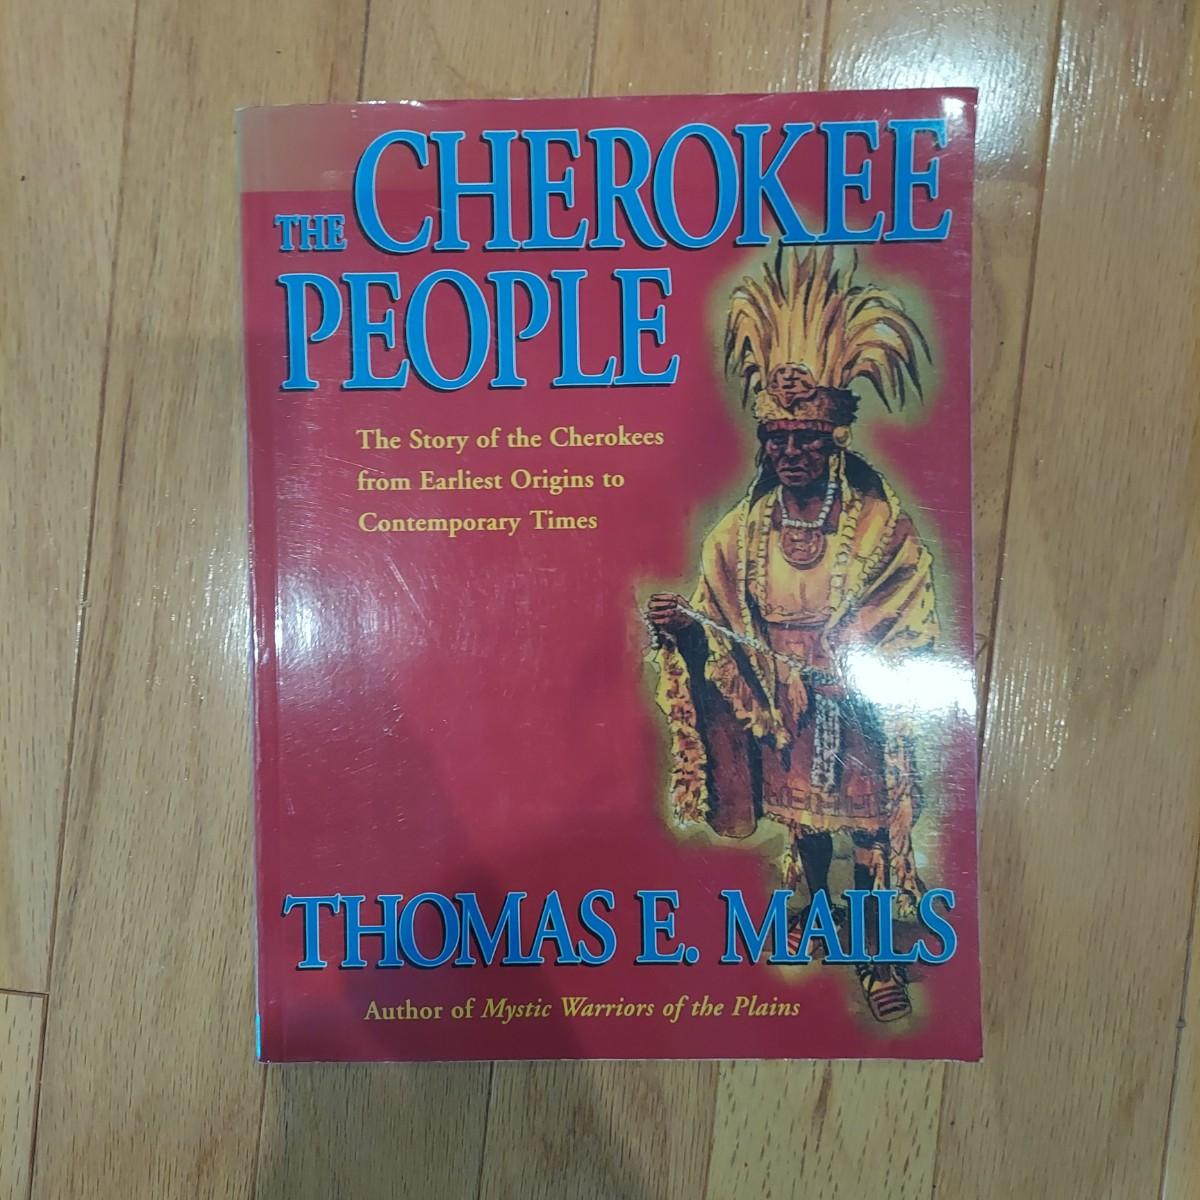 THE CHEROKEE
PEOPLE
The Story of the Cherokees
from Earliest Origins to
Contemporary Times
THOMAS E. MAILS
Author of Mystic Warriors of the Plains